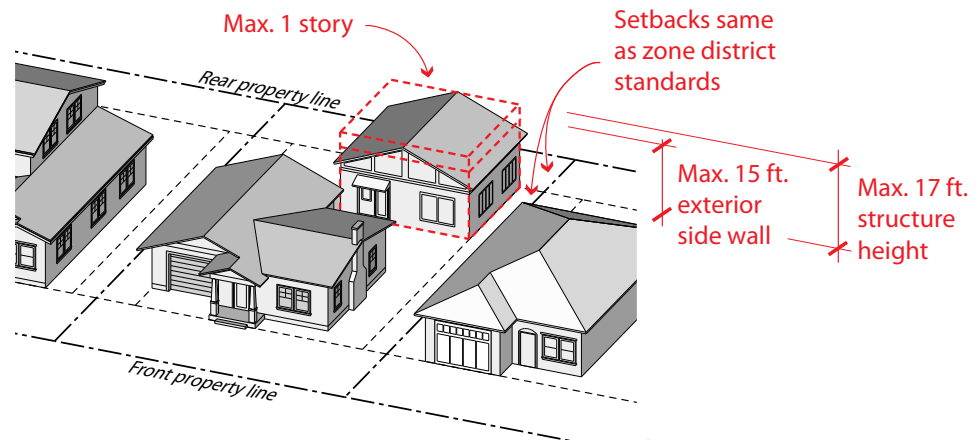 Max. 1 story
Setbacks same
as zone district
standards
Rear property line
Max. 15 ft.
exterior
side wall
Max. 17 ft.
structure
height
Front property line